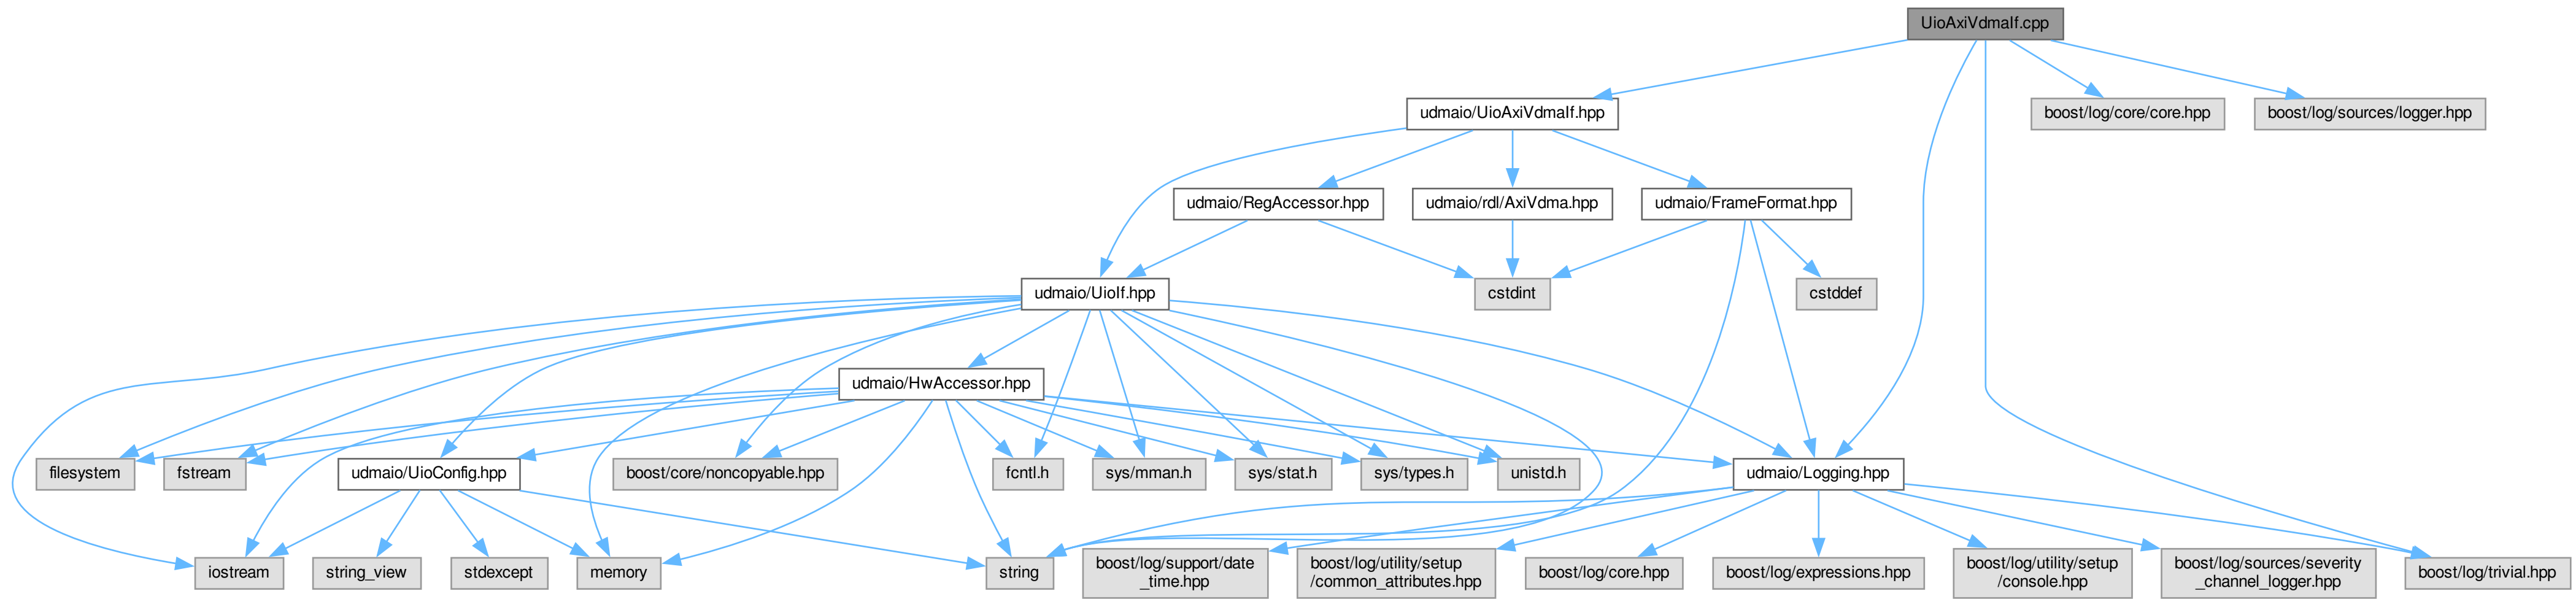 UioAxiVdmaIf.cpp
udmaio/UioAxiVdmaIf.hpp
boost/log/core/core.hpp
boost/log/sources/logger.hpp
udmaio/RegAccessor.hpp
udmaio/rdl/AxiVdma.hpp
udmaio/FrameFormat.hpp
udmaio/UioIf.hpp
cstdint
cstddef
udmaio/HwAccessor.hpp
filesystem
fstream
udmaio/UioConfig.hpp
boost/core/noncopyable.hpp
fcntl.h
sys/mman.h
sys/stat.h
sys/types.h
unistd.h
udmaio/Logging.hpp
iostream
string_view
stdexcept
memory
string
boost/log/support/date
_time.hpp
boost/log/utility/setup
/common_attributes.hpp
boost/log/core.hpp
boost/log/expressions.hpp
boost/log/utility/setup
/console.hpp
boost/log/sources/severity
_channel_logger.hpp
boost/log/trivial.hpp